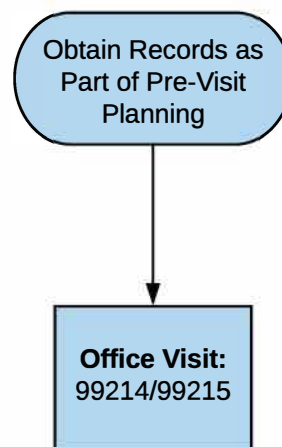 Obtain Records as
Part of Pre-Visit
Planning
Office Visit:
99214/99215